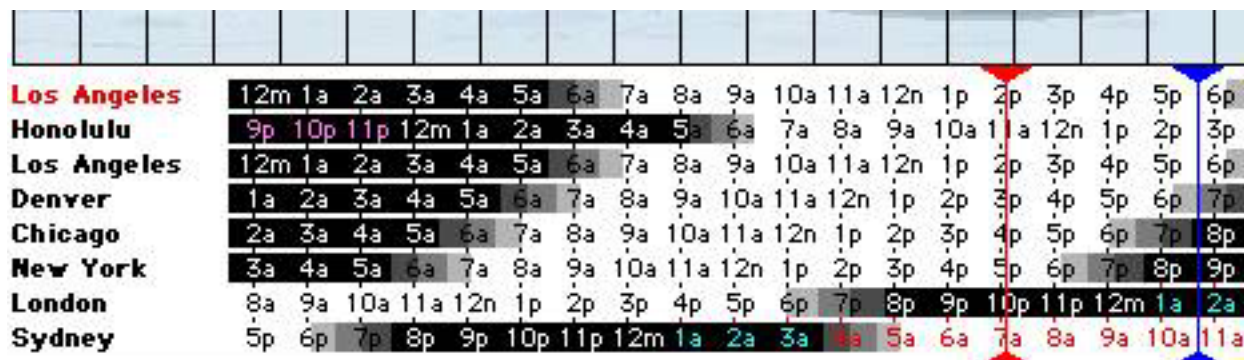 Los Angeles 12m 1a 2a 3a 4a 5a 6a 7a 8a 9a 10a 11a 12n 1p 2p 3p 4p 5p 6p
Honolulu 9p 10p 11p 12m 1a 2a 3a 4a 5a 6a 7a 8a 9a 10a 11a 12n 1p 2p 3p
Los Angeles 12m 1a 2a 3a 4a 5a 6a 7a 8a 9a 10a 11a 12n 1p 2p 3p 4p 5p 6p
Denver 1a 2a 3a 4a 5a 6a 7a 8a 9a 10a 11a 12n 1p 2p 3p 4p 5p 6p 7p
Chicago 2a 3a 4a 5a 6a 7a 8a 9a 10a 11a 12n 1p 2p 3p 4p 5p 6p 7p 8p
New York 3a 4a 5a 6a 7a 8a 9a 10a 11a 12n 1p 2p 3p 4p 5p 6p 7p 8p 9p
London 8a 9a 10a 11a 12n 1p 2p 3p 4p 5p 6p 7p 8p 9p 10p 11p 12m 1a 2a
Sydney 5p 6p 7p 8p 9p 10p 11p 12m 1a 2a 3a 4a 5a 6a 7a 8a 9a 10a 11a